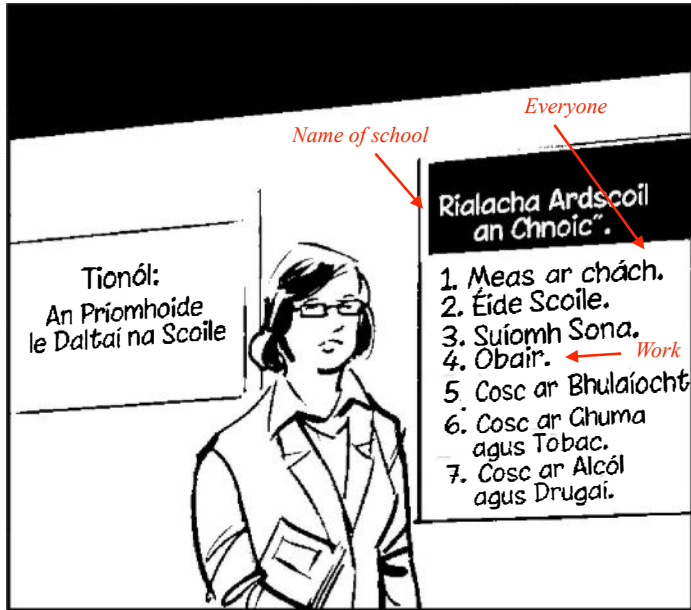 Everyone
Name of school
Rialacha Ardscoil
an Chnoic".
Tionól:
An Príomhoide
le Daltaí na Scoile
1. Meas ar chách.
2. Éide Scoile.
3. Suíomh Sona.
4. Obair.
Work
5 Cosc ar Bhulaíocht
6. Cosc ar Ghuma
agus Tobac.
7. Cosc ar Alcól
agus Drugaí.